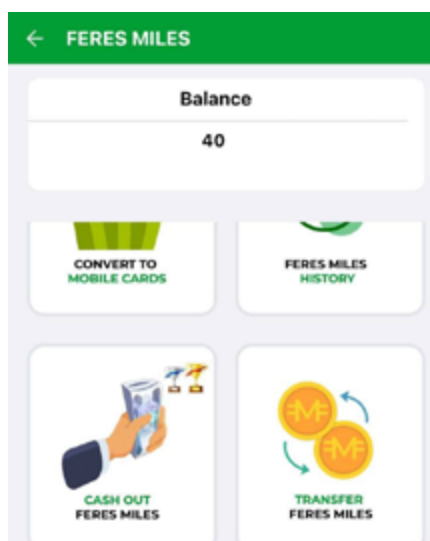 FERES MILES
Balance
40
CONVERT TO
MOBILE CARDS
FERES MILES
HISTORY
CASH OUT
FERES MILES
TRANSFER
FERES MILES